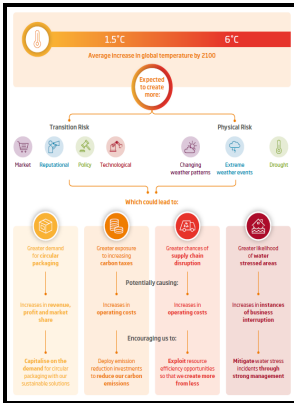 1.5°C 6°C
Average increase in global temperature by 2100
Expected
to create
more:
Transition Risk Physical Risk
Market Reputational Policy Technological Changing weather patterns Extreme weather events Drought
Which could lead to:
Greater demand
for circular
packaging
Greater exposure
to increasing
carbon taxes
Greater chances of
supply chain
disruption
Greater likelihood
of water
stressed areas
Potentially causing:
Increases in revenue,
profit and market
share
Increases in
operating costs
Increases in
operating costs
Increases in instances
of business
interruption
Encouraging us to:
Capitalise on the
demand for circular
packaging with our
sustainable solutions
Deploy emission
reduction investments
to reduce our carbon
emissions
Exploit resource
efficiency opportunities
so that we create more
from less
Mitigate water stress
incidents through
strong management